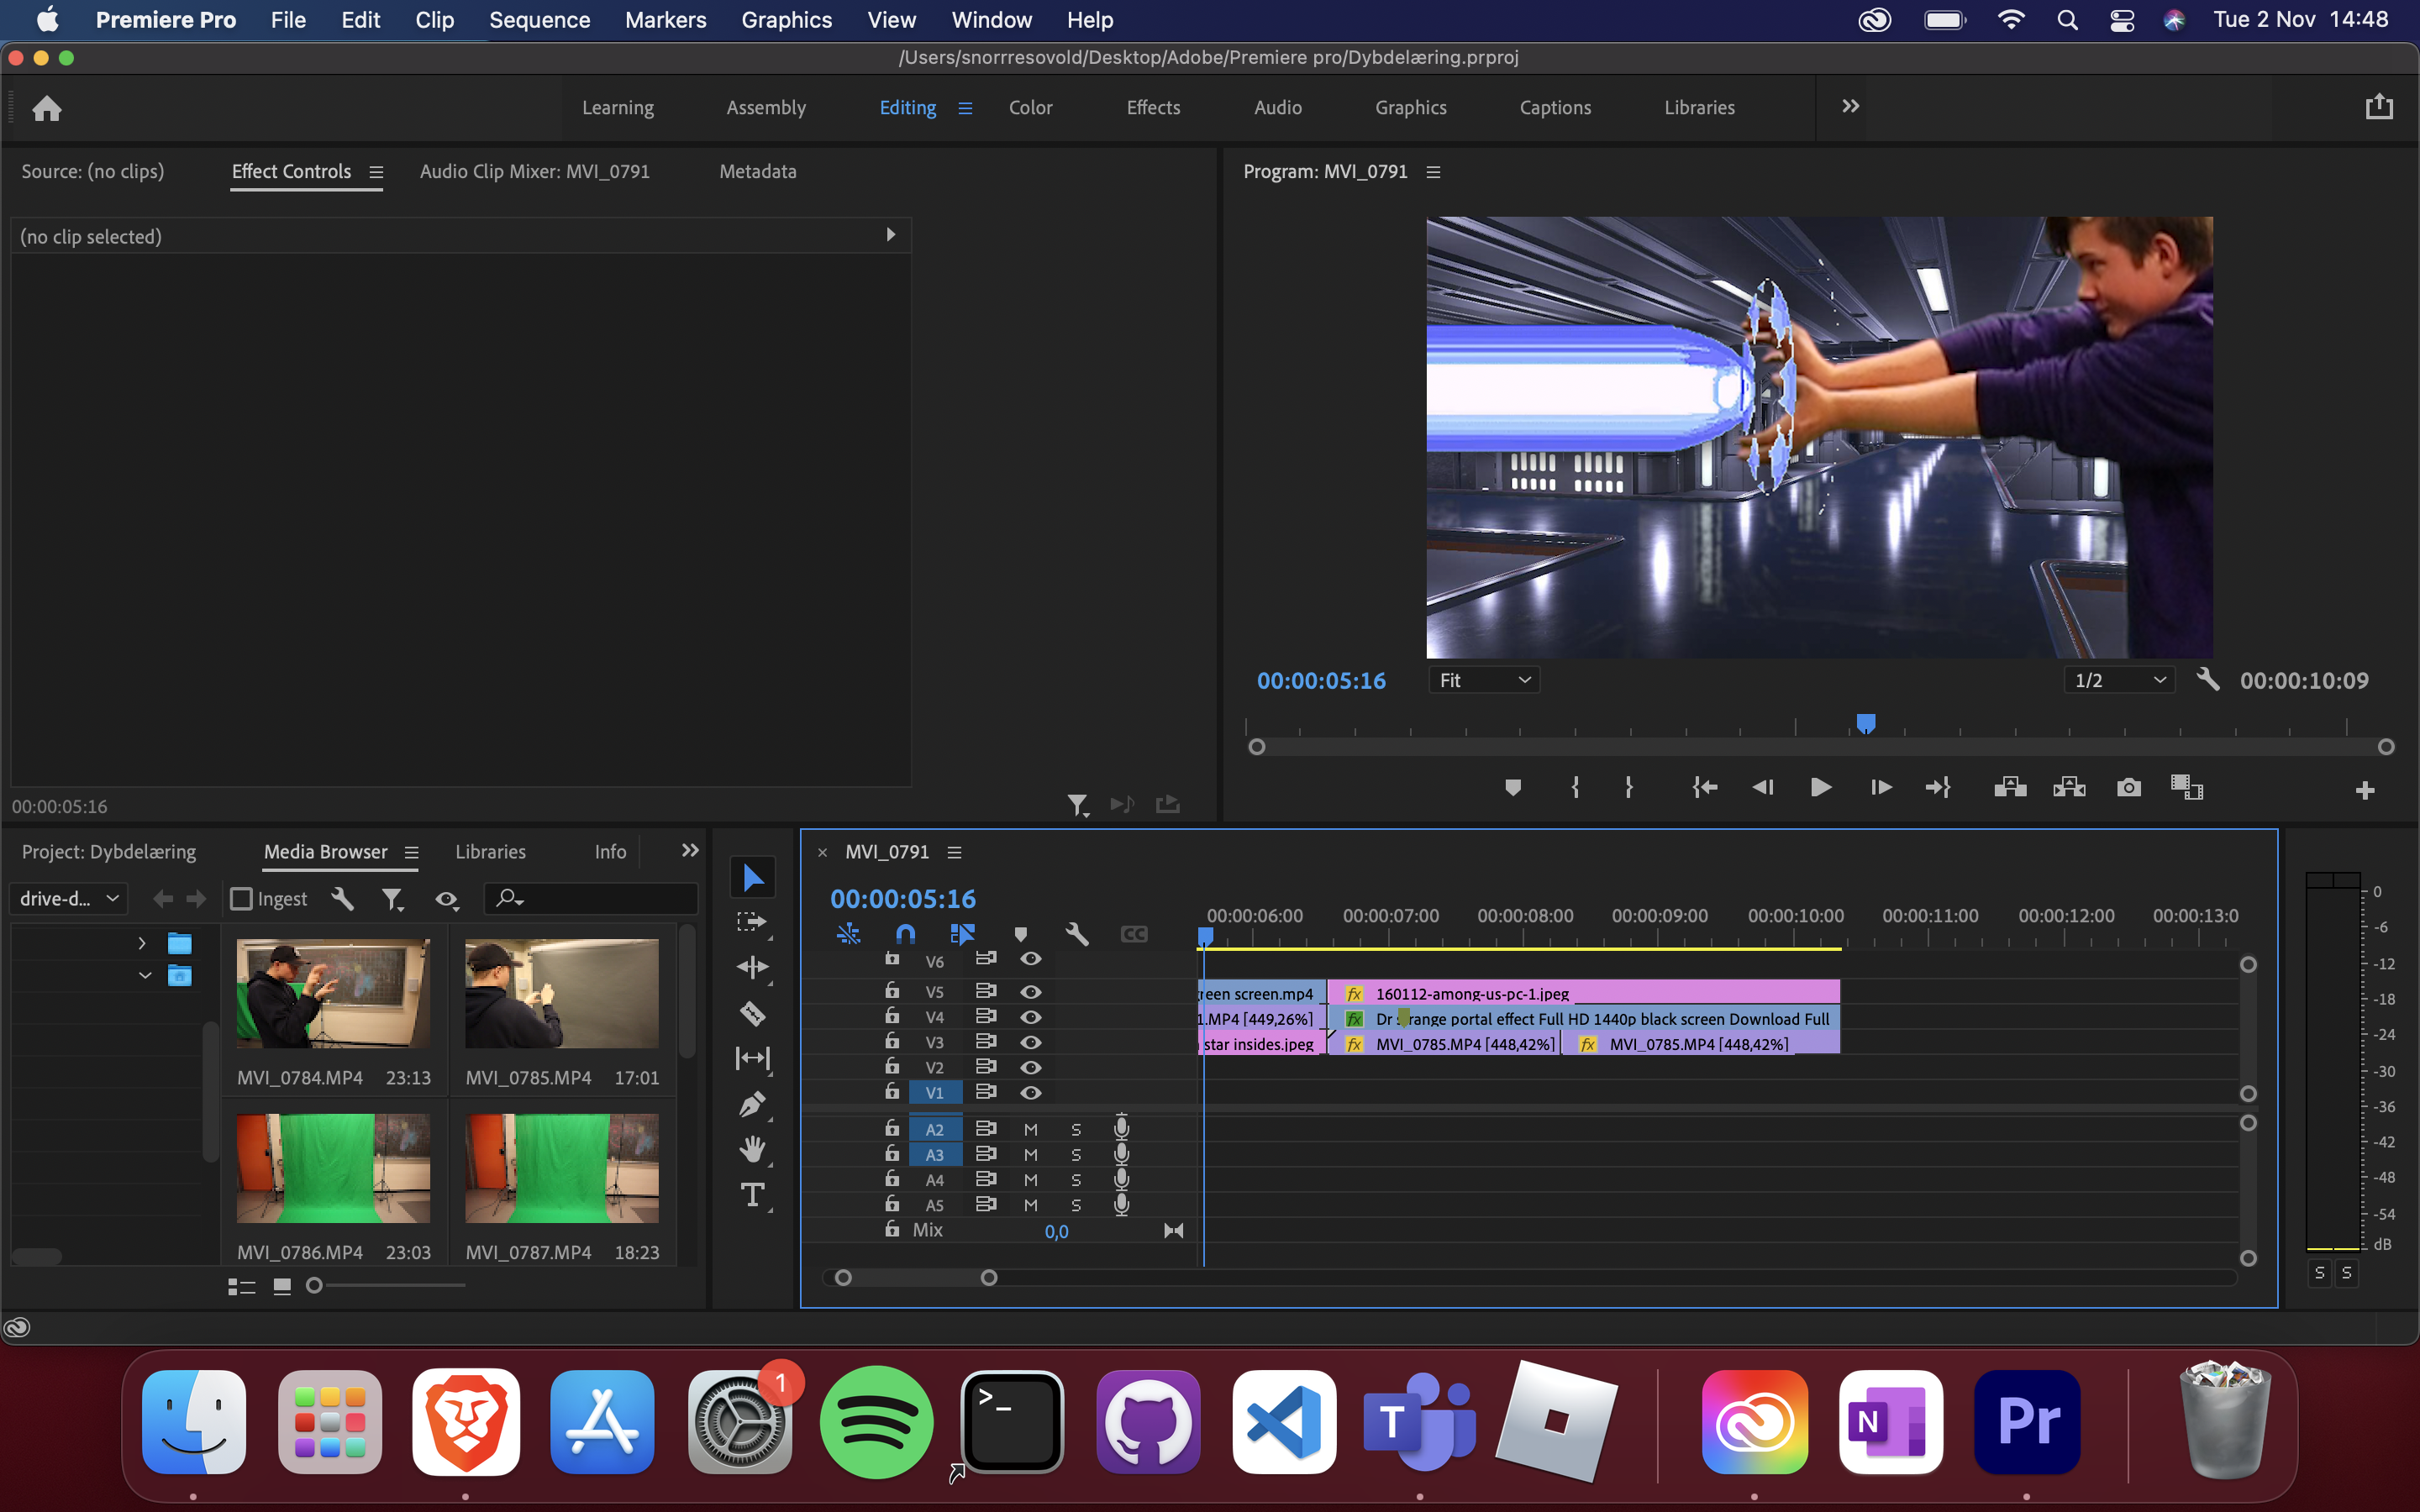 Premiere Pro File Edit Clip Sequence Markers Graphics View Window Help Tue 2 Nov 14:48
/Users/snorrresovold/Desktop/Adobe/Premiere pro/Dybdelæring.prproj
Learning Assembly Editing Color Effects Audio Graphics Captions Libraries
Source: (no clips) Effect Controls Audio Clip Mixer: MVI_0791 Metadata
(no clip selected)
00:00:05:16
Program: MVI_0791
00:00:05:16 Fit 1/2 00:00:10:09
Project: Dybdelæring Media Browser Libraries Info
drive-d... Ingest
MVI_0784.MP4 23:13 MVI_0785.MP4 17:01
MVI_0786.MP4 23:03 MVI_0787.MP4 18:23
MVI_0791
00:00:05:16
00:00:06:00 00:00:07:00 00:00:08:00 00:00:09:00 00:00:10:00 00:00:11:00 00:00:12:00 00:00:13:0
CC
V6
V5 reen screen.mp4 fx 160112-among-us-pc-1.jpeg
V4 1.MP4 [449,26%] fx Dr strange portal effect Full HD 1440p black screen Download Full
V3 star insides.jpeg fx MVI_0785.MP4 [448,42%] fx MVI_0785.MP4 [448,42%]
V2
V1
A2 M S
A3 M S
A4 M S
A5 M S
Mix 0,0
0
-6
-12
-18
-24
-30
-36
-42
-48
-54
dB
S S
1
>_
T
N
Pr